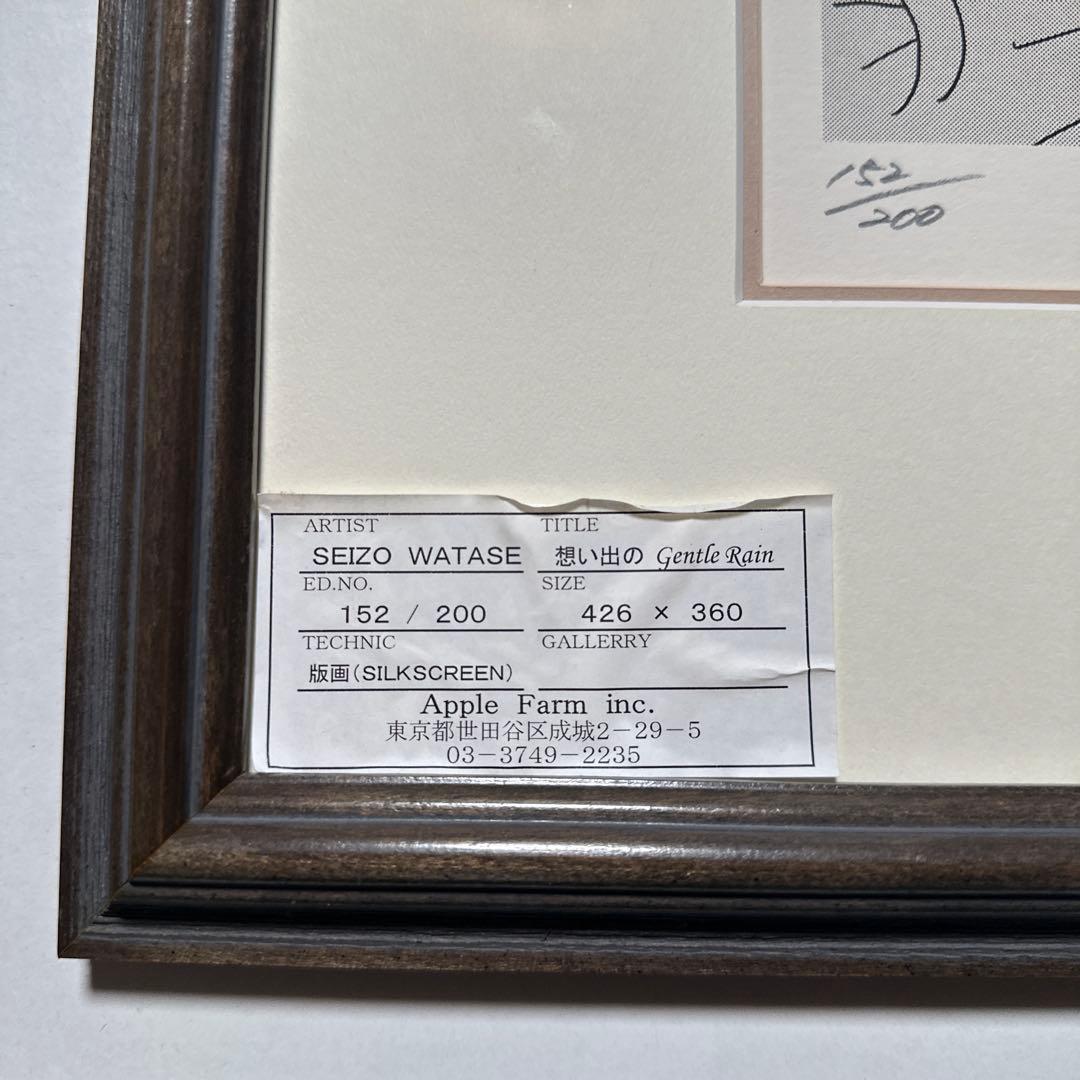 152
200
ARTIST TITLE
SEIZO WATASE 想い出の Gentle Rain
ED.NO. SIZE
152 / 200 426 × 360
TECHNIC GALLERRY
版画(SILKSCREEN)
Apple Farm inc.
東京都世田谷区成城2−29−5
03−3749−2235